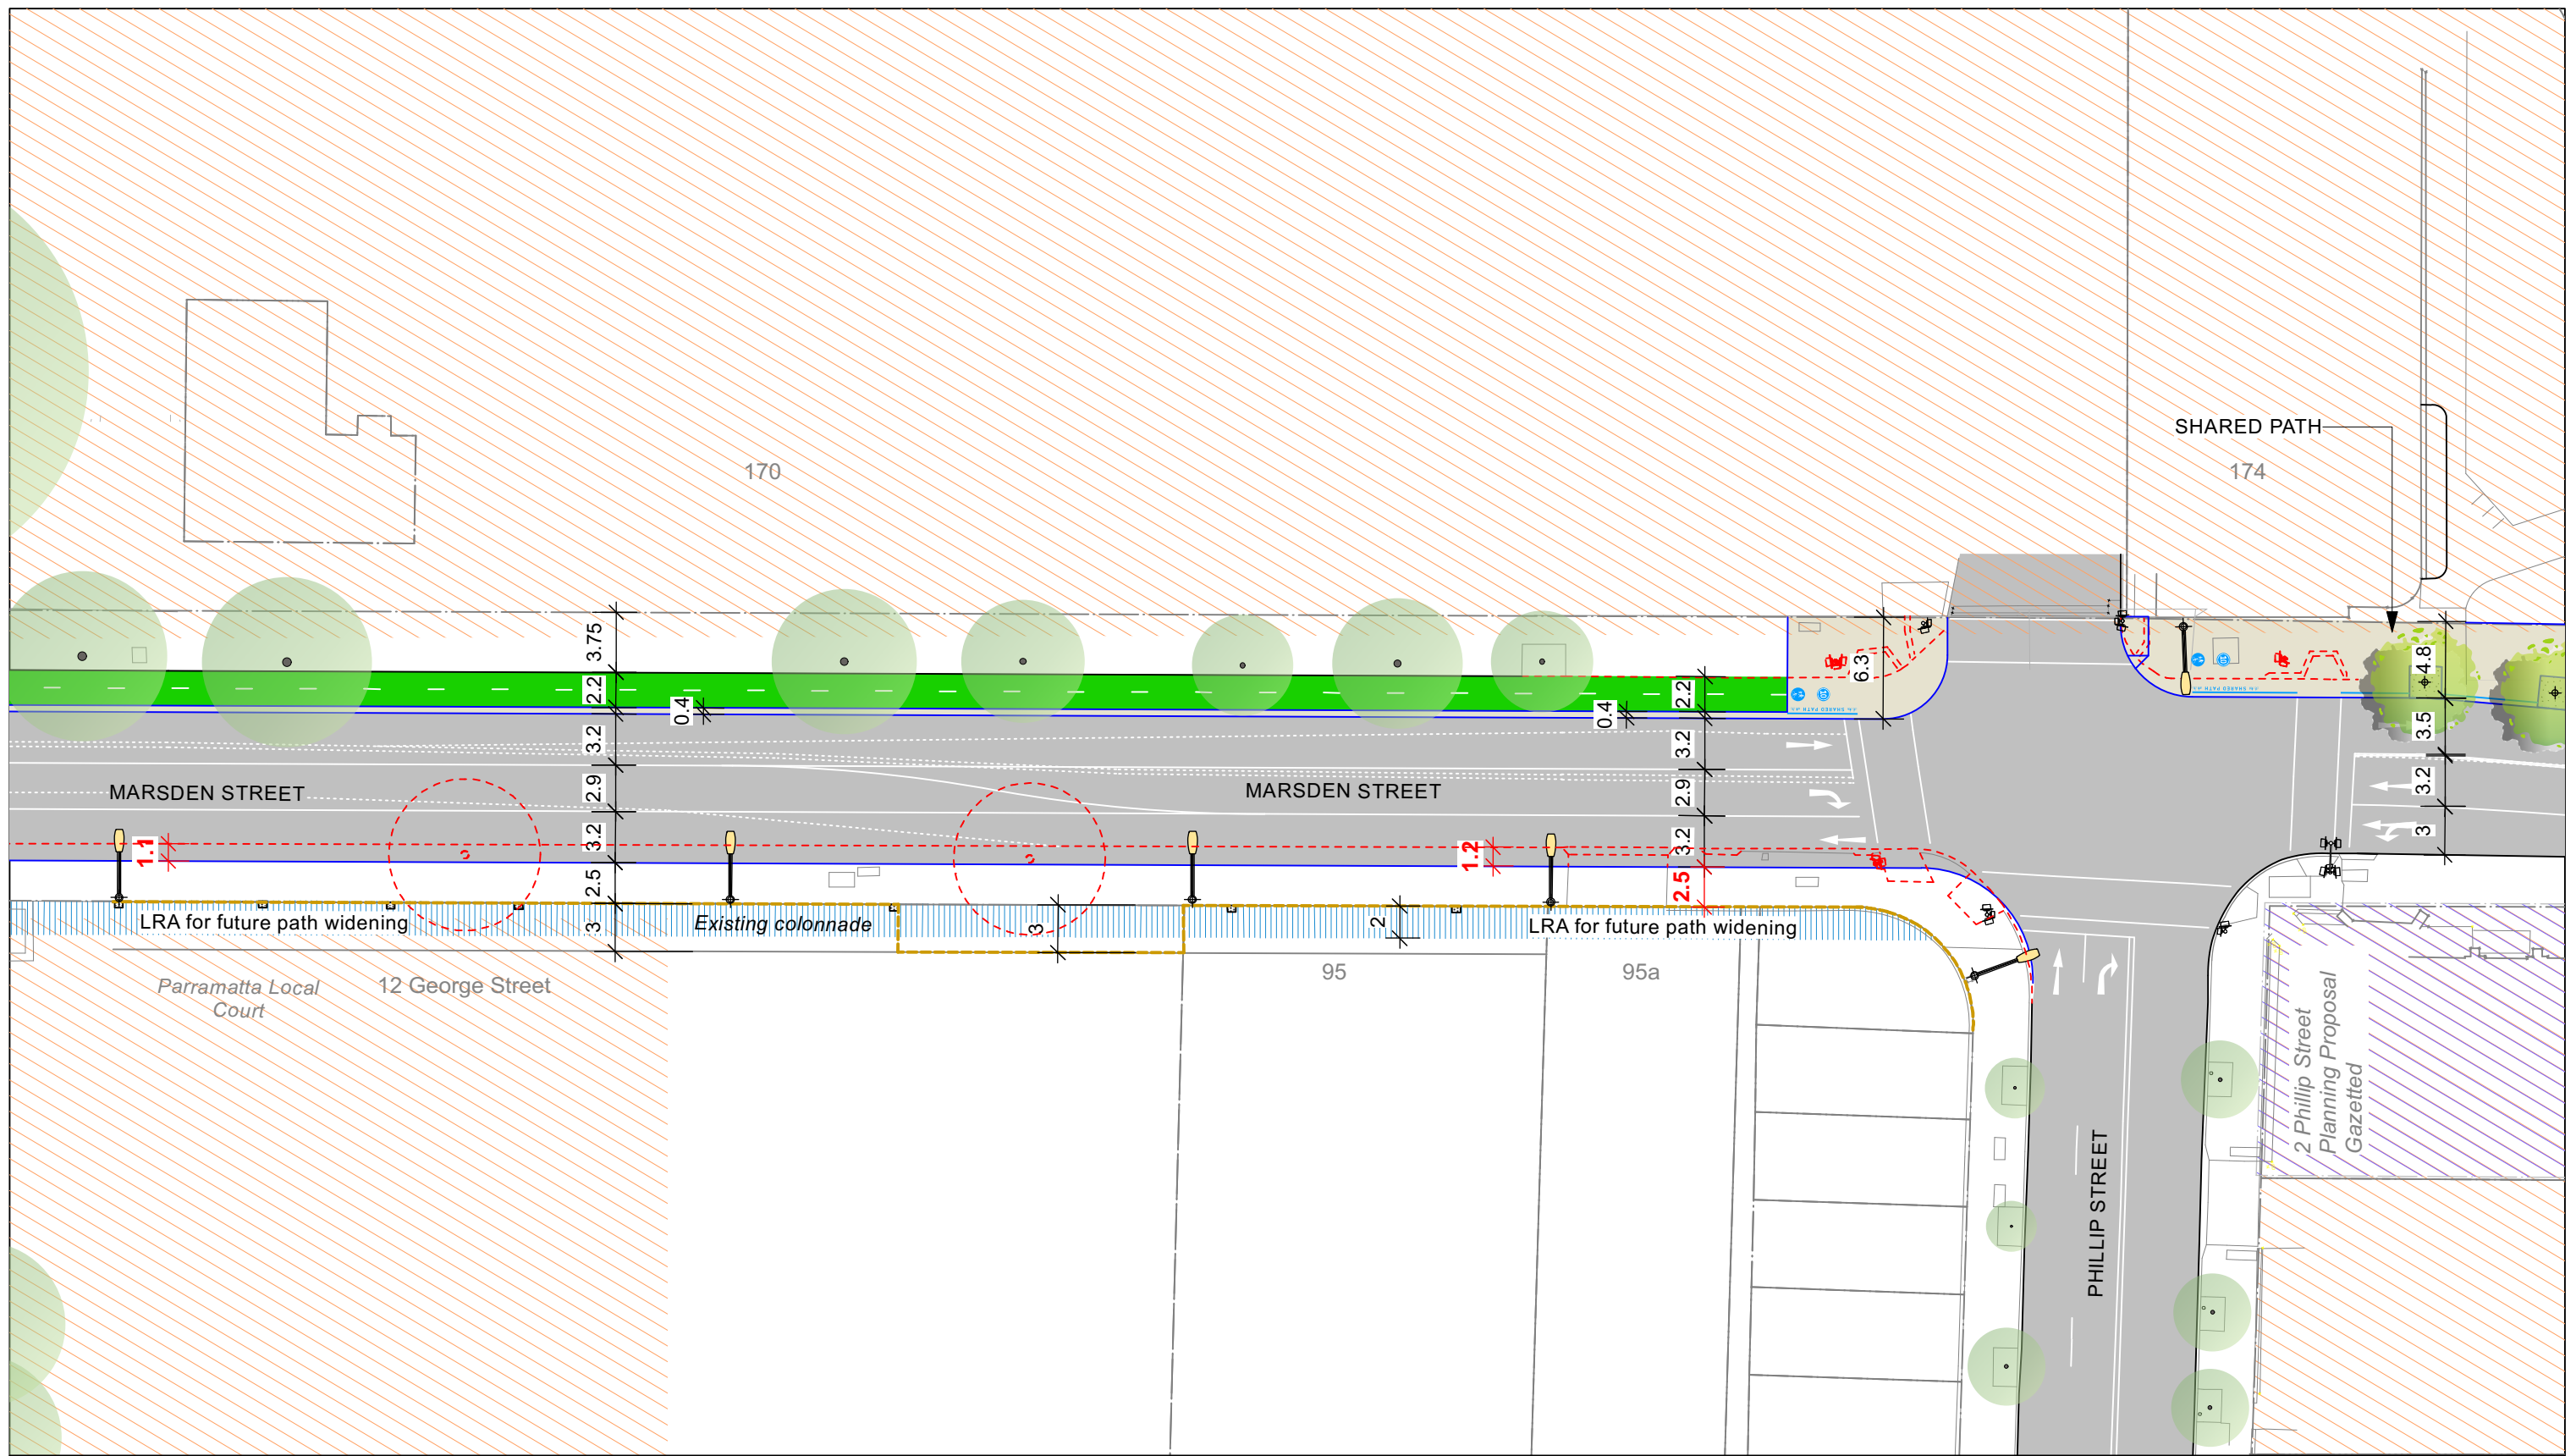 SHARED PATH
170
174
3.75
2.2
0.4
3.2
2.9
3.2
2.5
3
MARSDEN STREET
MARSDEN STREET
1.1
0.4
2.2
3.2
2.9
3.2
2.5
1.2
6.3
4.8
3.5
3.2
3
SHARED PATH
SHARED PATH
LRA for future path widening
Existing colonnade
3
2
LRA for future path widening
Parramatta Local
Court
12 George Street
95
95a
PHILLIP STREET
2 Phillip Street
Planning Proposal
Gazetted